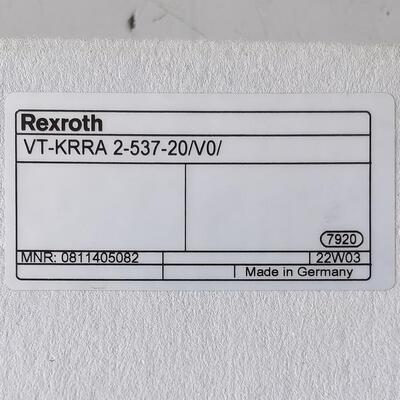 Rexroth
VT-KRRA 2-537-20/V0/
7920
MNR: 0811405082 22W03
Made in Germany